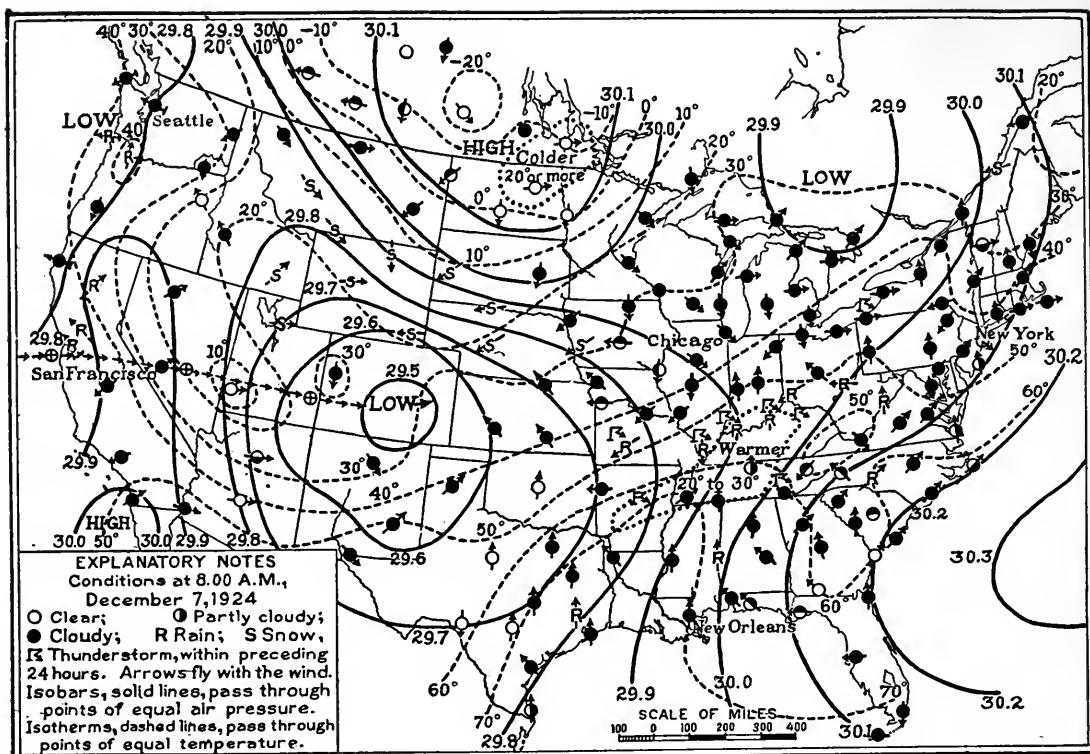 40° 30° 29.8 29.9 30.0 -10° 30.1
20° 10° 0°
-20°
30.1 0° 10°
-10° 30.0
20°
30°
29.9 30.0 30.1 20°
LOW Seattle
40°
R
R
HIGH Colder
20° or more
LOW
S
30°
0°
20° 29.8
S
S
S
S
S
10°
40°
29.7
S
29.6
S
S
S
R
R
29.8
R
R
San Francisco
10°
30°
29.5
LOW
Chicago
New York
50°
30.2
60°
R
R
R
50°
R
R
R
R
R
Warmer
20° to 30°
29.9
30°
40°
R
30.2
HIGH
30.0 50° 30.0 29.9 29.8
29.6
50°
R
30.3
60°
New Orleans
29.7
60°
70°
29.8
29.9
30.0
30.1
70°
30.2
EXPLANATORY NOTES
Conditions at 8.00 A.M.,
December 7, 1924
Clear; Partly cloudy;
Cloudy; R Rain; S Snow,
Thunderstorm, within preceding
24 hours. Arrows fly with the wind.
Isobars, solid lines, pass through
points of equal air pressure.
Isotherms, dashed lines, pass through
points of equal temperature.
SCALE OF MILES
100 0 100 200 300 400